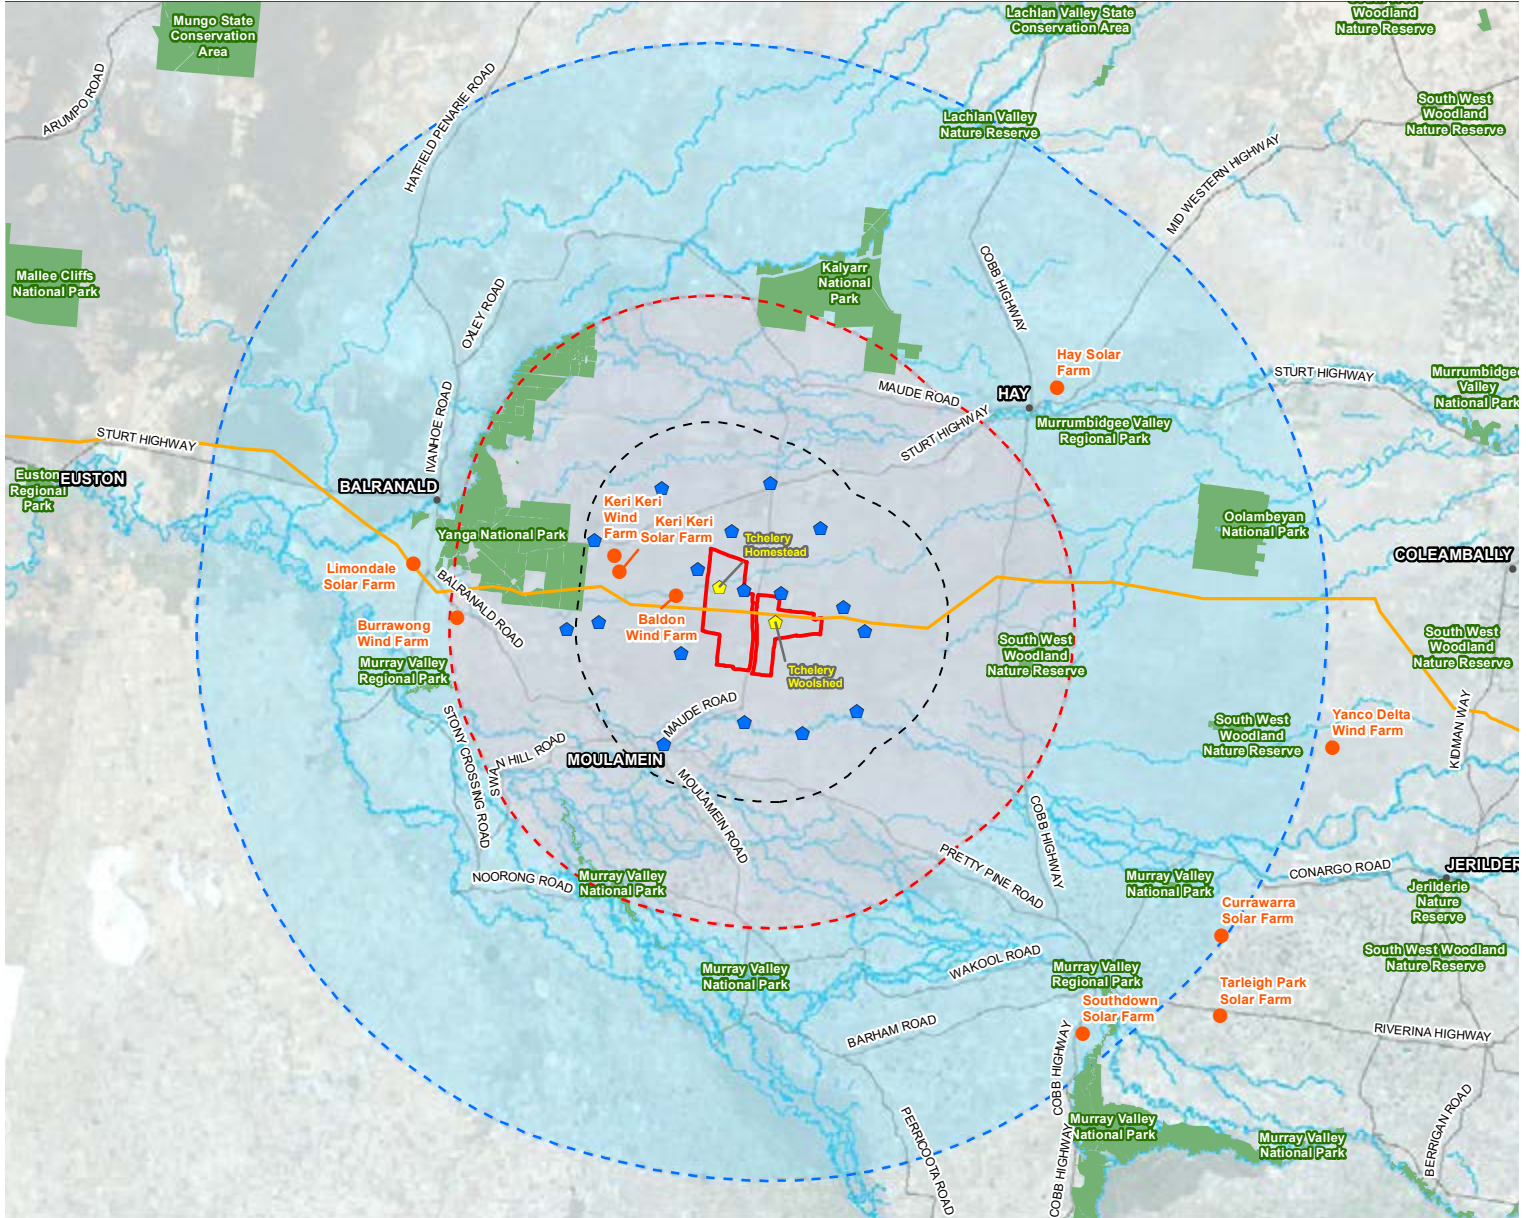 Mungo State
Conservation
Area
Lachlan Valley State
Conservation Area
Woodland
Nature Reserve
ARUMPO ROAD
HATFIELD PENARIE ROAD
Lachlan Valley
Nature Reserve
South West
Woodland
Nature Reserve
MID WESTERN HIGHWAY
Mallee Cliffs
National Park
Kalyarr
National
Park
COBB HIGHWAY
OXLEY ROAD
Hay Solar
Farm
STURT HIGHWAY
Murrumbidgee
Valley
National Park
MAUDE ROAD
HAY
IVANHOE ROAD
STURT HIGHWAY
Murrumbidgee Valley
Regional Park
STURT HIGHWAY
Euston
Regional
Park
EUSTON
BALRANALD
Keri Keri
Wind
Farm
Keri Keri
Solar Farm
Yanga National Park
Tchelery
Homestead
Oolambeyan
National Park
COLEAMBALLY
Limondale
Solar Farm
BALRANALD ROAD
Burrawong
Wind Farm
Baldon
Wind Farm
South West
Woodland
Nature Reserve
South West
Woodland
Nature Reserve
Murray Valley
Regional Park
Tchelery
Woolshed
MAUDE ROAD
STONY CROSSING ROAD
SWA
N HILL ROAD
MOULAMEIN
South West
Woodland
Nature Reserve
Yanco Delta
Wind Farm
KIDMAN WAY
MOULAMEIN ROAD
COBB HIGHWAY
PRETTY PINE ROAD
NOORONG ROAD
Murray Valley
National Park
Murray Valley
National Park
CONARGO ROAD
JERILDER
Jerilderie
Nature
Reserve
Currawarra
Solar Farm
South West Woodland
Nature Reserve
WAKOOL ROAD
Murray Valley
National Park
Murray Valley
Regional Park
Southdown
Solar Farm
Tarleigh Park
Solar Farm
BARHAM ROAD
RIVERINA HIGHWAY
COBB HIGHWAY
Murray Valley
National Park
Murray Valley
National Park
PERRICOOTA ROAD
COBB HIGHWAY
BERRIGAN ROAD